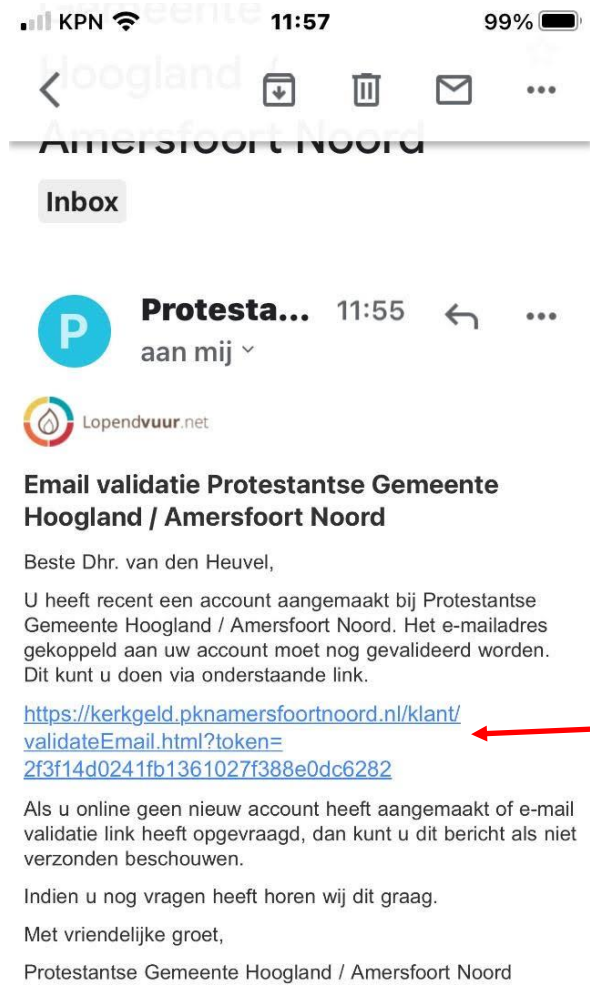 KPN 11:57 99%
Gemeente
Hoogland /
Amersfoort Noord
Inbox
P
Protesta... 11:55
aan mij
Lopendvuur.net
Email validatie Protestantse Gemeente
Hoogland / Amersfoort Noord
Beste Dhr. van den Heuvel,
U heeft recent een account aangemaakt bij Protestantse
Gemeente Hoogland / Amersfoort Noord. Het e-mailadres
gekoppeld aan uw account moet nog gevalideerd worden.
Dit kunt u doen via onderstaande link.
https://kerkgeld.pknamersfoortnoord.nl/klant/
validateEmail.html?token=
2f3f14d0241fb1361027f388e0dc6282
Als u online geen nieuw account heeft aangemaakt of e-mail
validatie link heeft opgevraagd, dan kunt u dit bericht als niet
verzonden beschouwen.
Indien u nog vragen heeft horen wij dit graag.
Met vriendelijke groet,
Protestantse Gemeente Hoogland / Amersfoort Noord